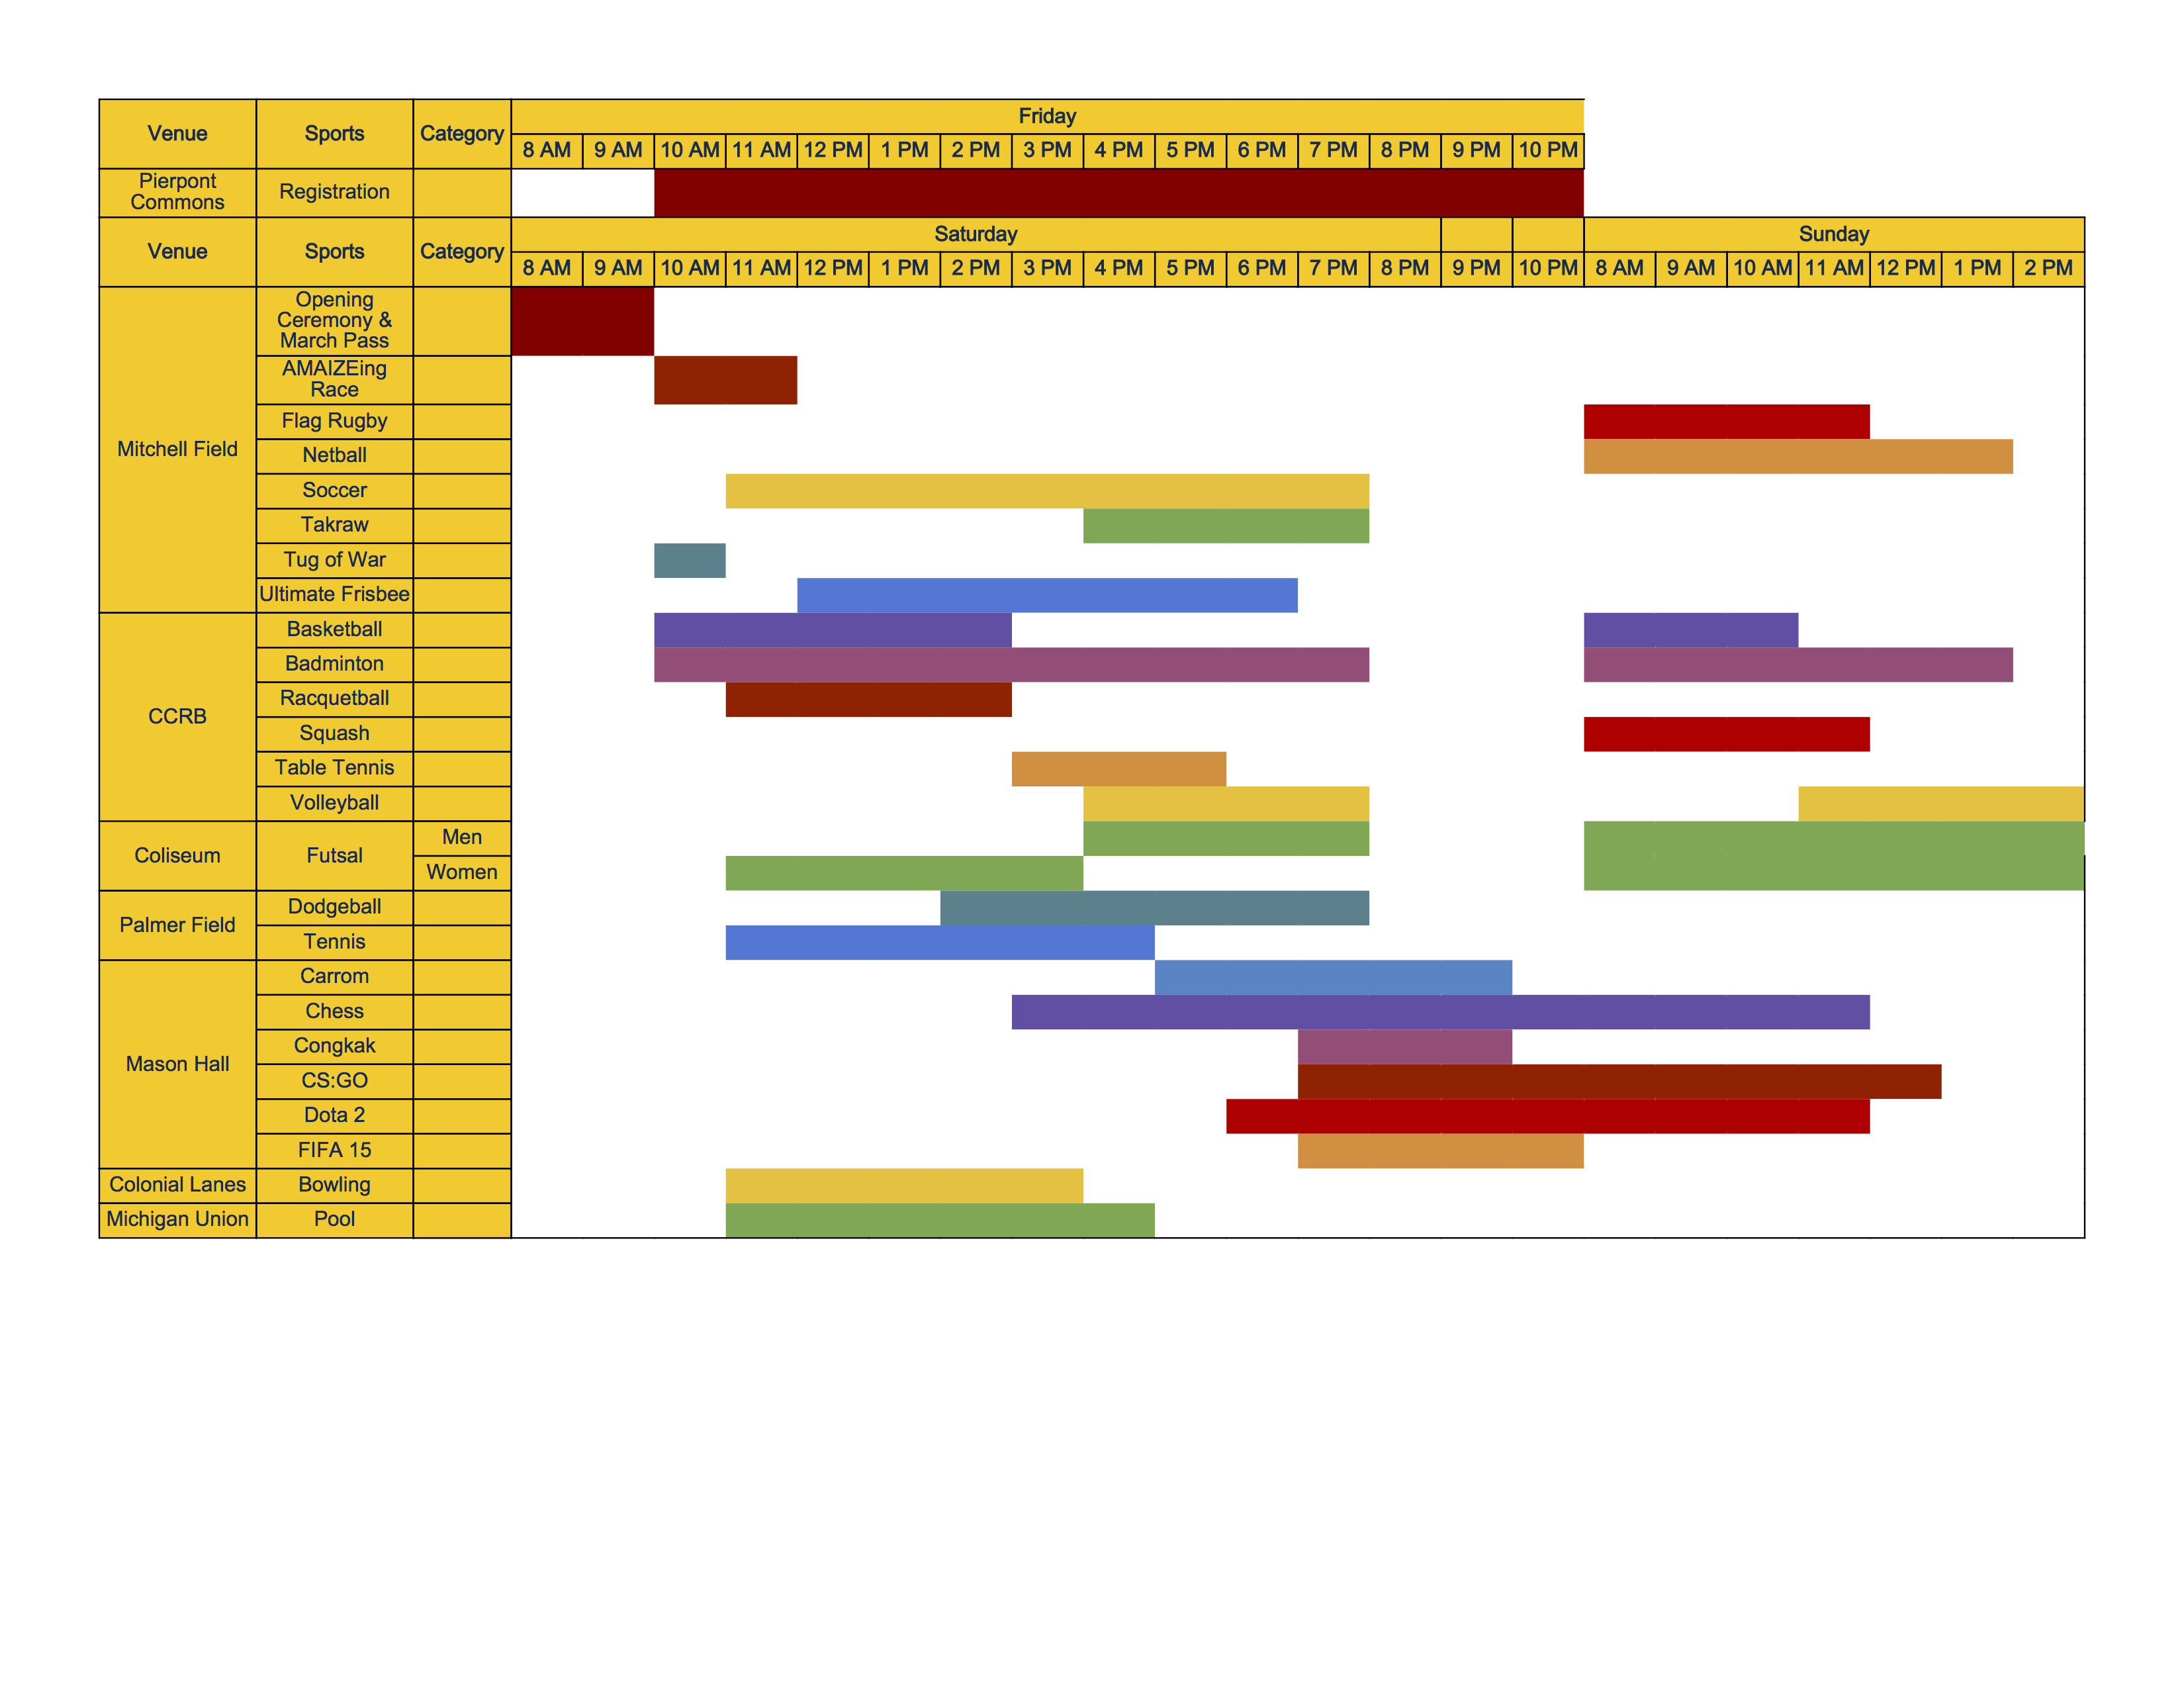 Venue Sports Category Friday
8 AM 9 AM 10 AM 11 AM 12 PM 1 PM 2 PM 3 PM 4 PM 5 PM 6 PM 7 PM 8 PM 9 PM 10 PM
Pierpont
Commons
Registration
Venue Sports Category Saturday Sunday
8 AM 9 AM 10 AM 11 AM 12 PM 1 PM 2 PM 3 PM 4 PM 5 PM 6 PM 7 PM 8 PM 9 PM 10 PM 8 AM 9 AM 10 AM 11 AM 12 PM 1 PM 2 PM
Mitchell Field
Opening
Ceremony &
March Pass
AMAIZEing
Race
Flag Rugby
Netball
Soccer
Takraw
Tug of War
Ultimate Frisbee
CCRB
Basketball
Badminton
Racquetball
Squash
Table Tennis
Volleyball
Coliseum
Futsal
Men
Women
Palmer Field
Dodgeball
Tennis
Mason Hall
Carrom
Chess
Congkak
CS:GO
Dota 2
FIFA 15
Colonial Lanes Bowling
Michigan Union Pool